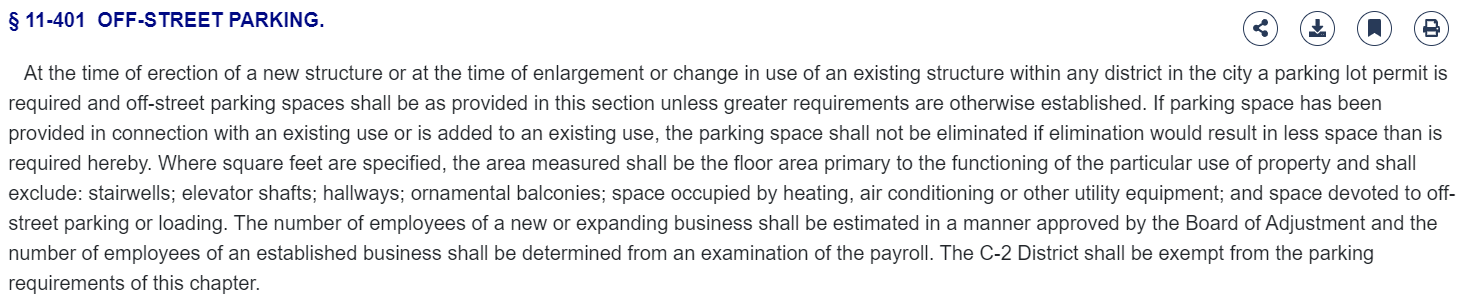 § 11-401  OFF-STREET PARKING.
At the time of erection of a new structure or at the time of enlargement or change in use of an existing structure within any district in the city a parking lot permit is
required and off-street parking spaces shall be as provided in this section unless greater requirements are otherwise established. If parking space has been
provided in connection with an existing use or is added to an existing use, the parking space shall not be eliminated if elimination would result in less space than is
required hereby. Where square feet are specified, the area measured shall be the floor area primary to the functioning of the particular use of property and shall
exclude: stairwells; elevator shafts; hallways; ornamental balconies; space occupied by heating, air conditioning or other utility equipment; and space devoted to off-
street parking or loading. The number of employees of a new or expanding business shall be estimated in a manner approved by the Board of Adjustment and the
number of employees of an established business shall be determined from an examination of the payroll. The C-2 District shall be exempt from the parking
requirements of this chapter.